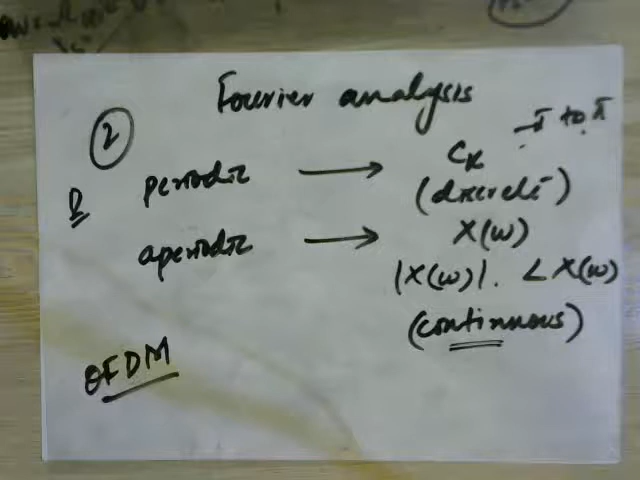 Fourier analysis
②
-π to π
periodic → Ck
(discrete)
aperiodic → X(ω)
|X(ω)|. ∠X(ω)
(continuous)
OFDM